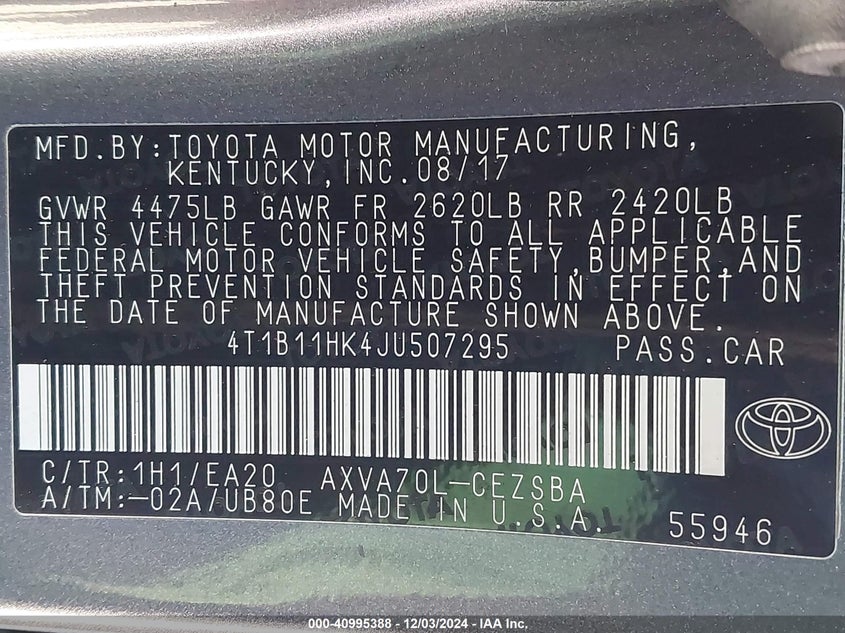 MFD.BY:TOYOTA MOTOR MANUFACTURING,
KENTUCKY,INC.08/17
GVWR 4475LB GAWR FR 2620LB RR 2420LB
THIS VEHICLE CONFORMS TO ALL APPLICABLE
FEDERAL MOTOR VEHICLE SAFETY,BUMPER,AND
THEFT PREVENTION STANDARDS IN EFFECT ON
THE DATE OF MANUFACTURE SHOWN ABOVE.
4T1B11HK4JU507295 PASS.CAR
C/TR:1H1/EA20 AXVA70L-CEZSBA
A/TM:-02A/UB80E MADE IN U.S.A.
55946
000-40995388 - 12/03/2024 - IAA Inc.